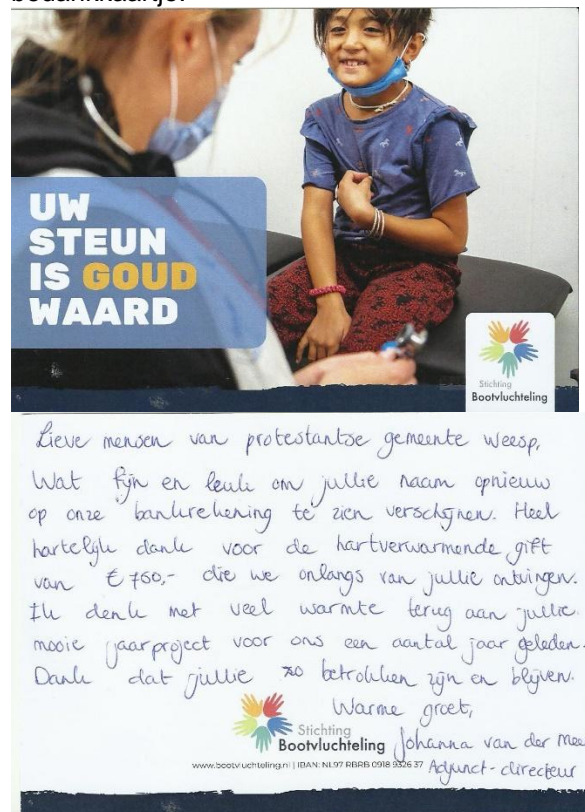 bedankkaartje:
UW
STEUN
IS GOUD
WAARD
Stichting
Bootvluchteling
Lieve mensen van protestantse gemeente Weesp,
Wat fijn en leuk om jullie naam opnieuw
op onze bankrekening te zien verschijnen. Heel
hartelijk dank voor de hartverwarmende gift
van € 760,- die we onlangs van jullie ontvingen.
Ik denk met veel warmte terug aan jullie
mooie jaarproject voor ons een aantal jaar geleden.
Dank dat jullie zo betrokken zijn en blijven.
Warme groet,
Stichting
Bootvluchteling
Johanna van der Mee
www.bootvluchteling.nl | IBAN: NL97 RBRB 0918 9326 37
Adjunct-directeur